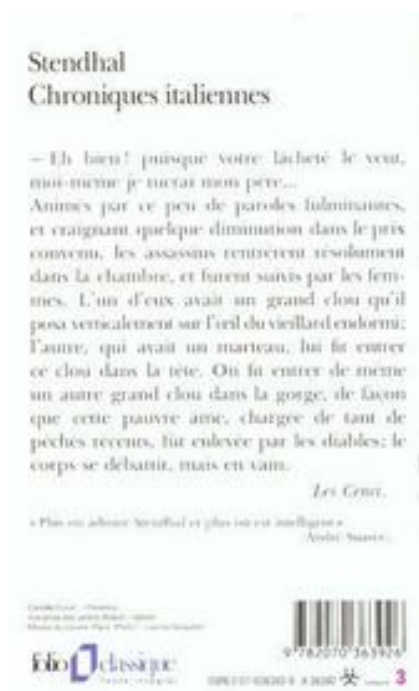 Stendhal
Chroniques italiennes
– Eh bien! puisque votre lâcheté le veut,
moi-même je tuerai mon père...
Animés par ce peu de paroles fulminantes,
et craignant quelque diminution dans le prix
convenu, les assassins rentrèrent résolument
dans la chambre, et furent suivis par les fem-
mes. L'un d'eux avait un grand clou qu'il
posa verticalement sur l'œil du vieillard endormi;
l'autre, qui avait un marteau, lui fit entrer
ce clou dans la tête. On fit entrer de même
un autre grand clou dans la gorge, de façon
que cette pauvre âme, chargée de tant de
péchés récents, fut enlevée par les diables; le
corps se débattit, mais en vain.
Les Cenci.
« Plus on admire Stendhal et plus on est intelligent »
André Suarès.
folio classique
texte intégral
9 782070 363926
3